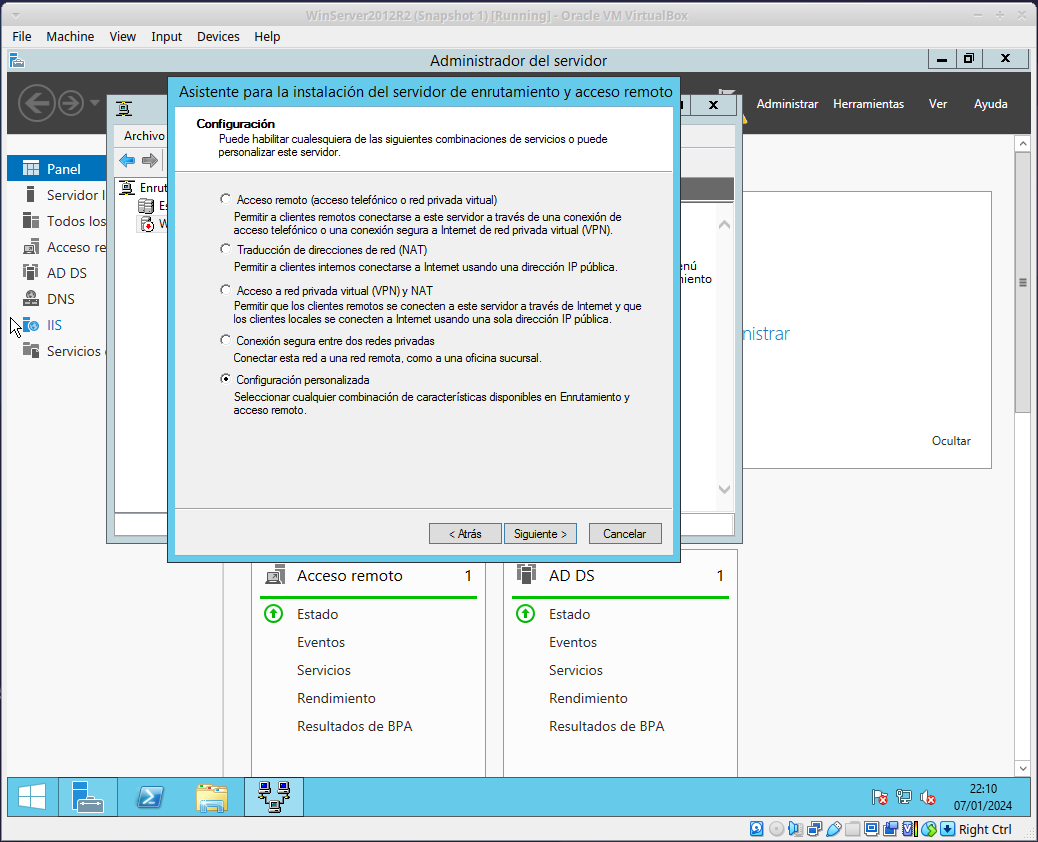 WinServer2012R2 (Snapshot 1) [Running] - Oracle VM VirtualBox
File Machine View Input Devices Help
Administrador del servidor
Administrar Herramientas Ver Ayuda
Archivo
Asistente para la instalación del servidor de enrutamiento y acceso remoto
Configuración
Puede habilitar cualesquiera de las siguientes combinaciones de servicios o puede
personalizar este servidor.
Acceso remoto (acceso telefónico o red privada virtual)
Permitir a clientes remotos conectarse a este servidor a través de una conexión de
acceso telefónico o una conexión segura a Internet de red privada virtual (VPN).
Traducción de direcciones de red (NAT)
Permitir a clientes internos conectarse a Internet usando una dirección IP pública.
Acceso a red privada virtual (VPN) y NAT
Permitir que los clientes remotos se conecten a este servidor a través de Internet y que
los clientes locales se conecten a Internet usando una sola dirección IP pública.
Conexión segura entre dos redes privadas
Conectar esta red a una red remota, como a una oficina sucursal.
Configuración personalizada
Seleccionar cualquier combinación de características disponibles en Enrutamiento y
acceso remoto.
< Atrás Siguiente > Cancelar
Panel
Servidor l
Todos los
Acceso re
AD DS
DNS
IIS
Servicios
Enrut
Es
W
enú
niento
nistrar
Ocultar
Acceso remoto 1
Estado
Eventos
Servicios
Rendimiento
Resultados de BPA
AD DS 1
Estado
Eventos
Servicios
Rendimiento
Resultados de BPA
22:10
07/01/2024
Right Ctrl